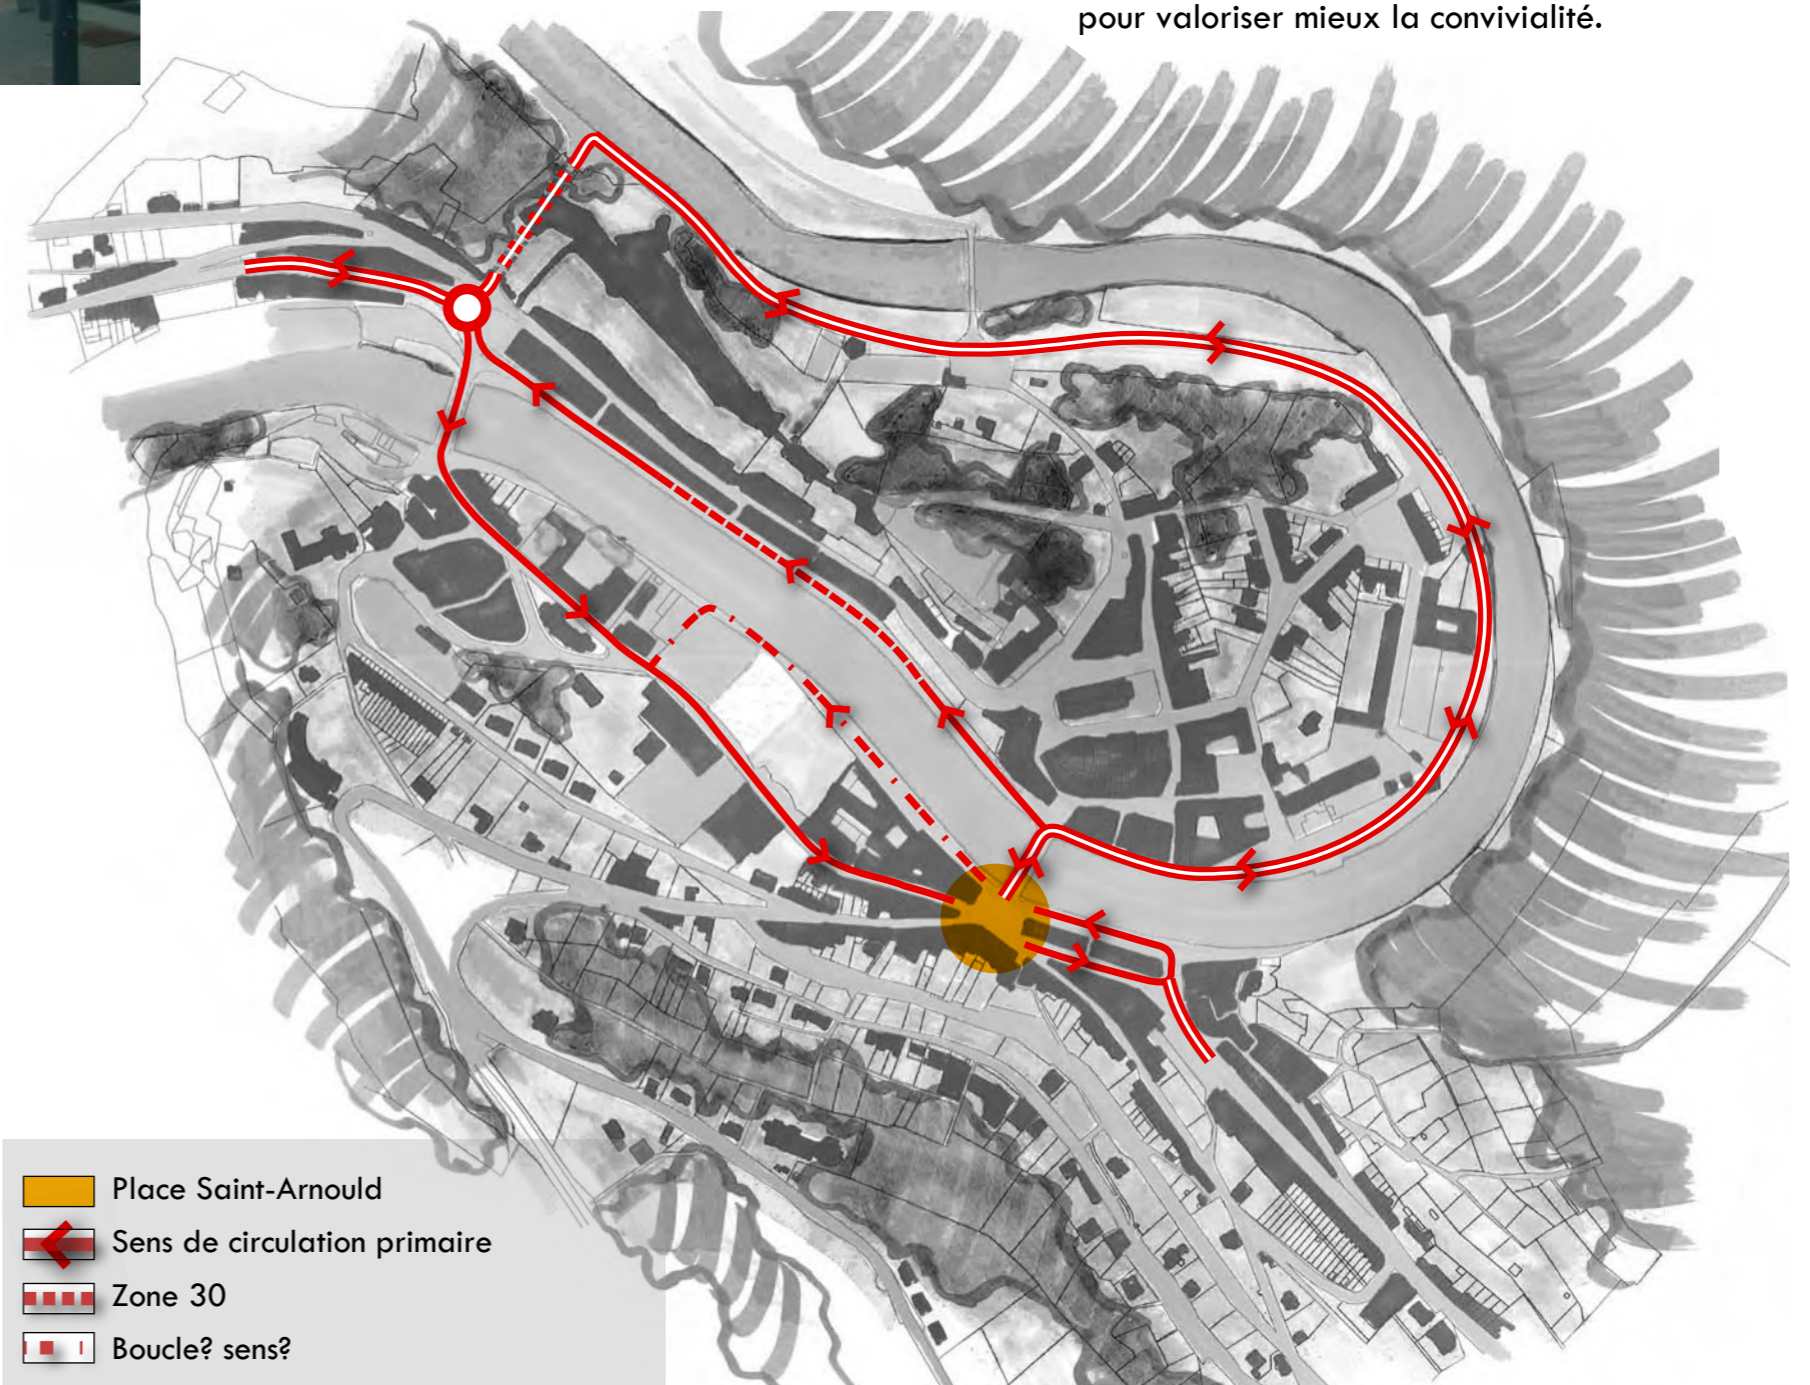 pour valoriser mieux la convivialité.
Place Saint-Arnould
Sens de circulation primaire
Zone 30
Boucle? sens?